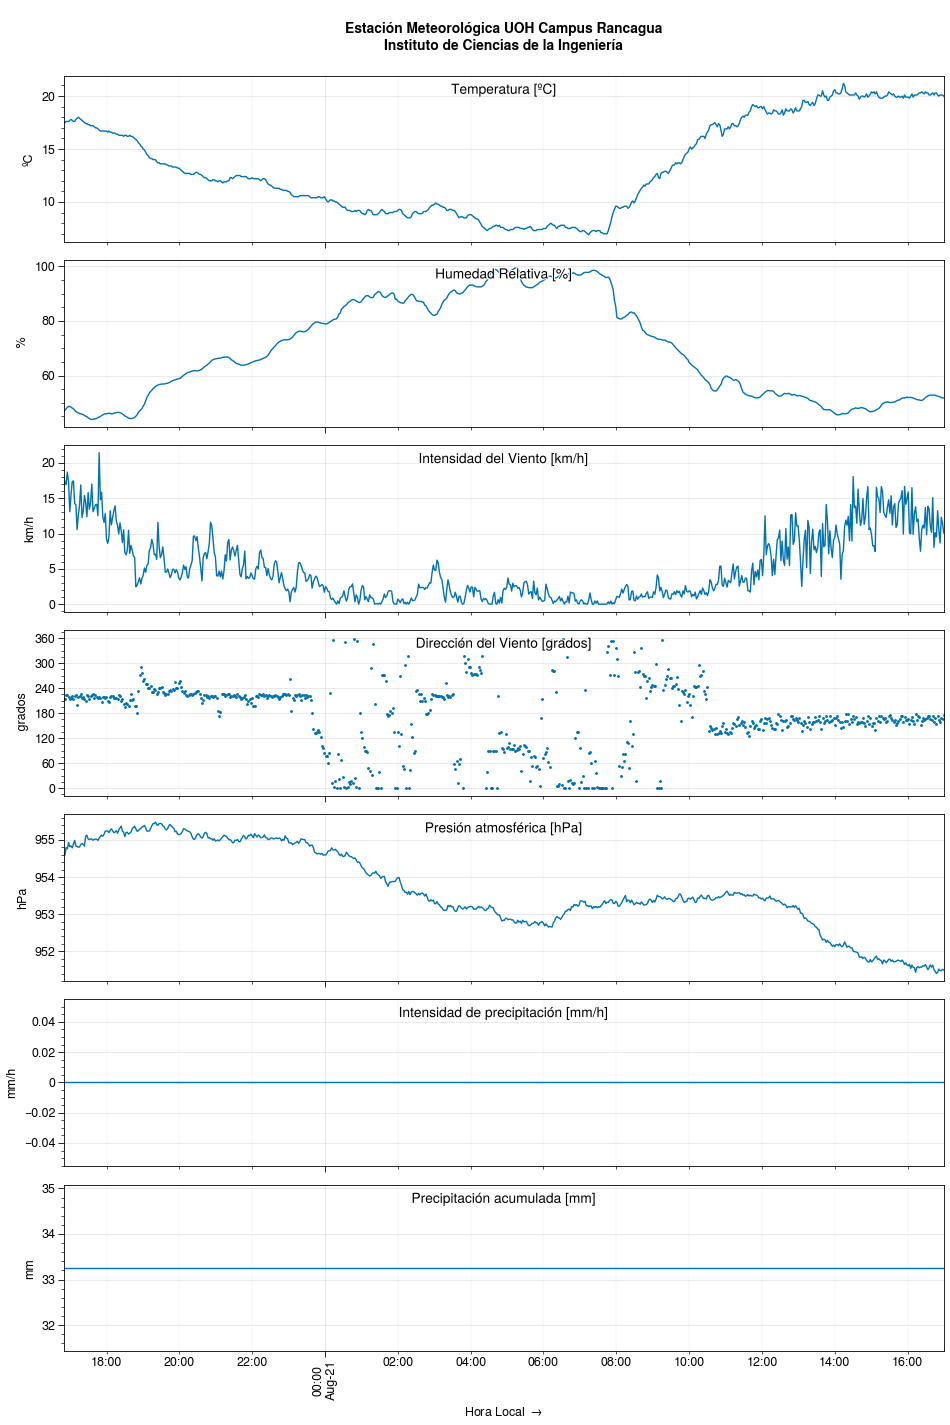 Estación Meteorológica UOH Campus Rancagua
Instituto de Ciencias de la Ingeniería
Temperatura [ºC]
20
15
10
ºC
Humedad Relativa [%]
100
80
60
%
Intensidad del Viento [km/h]
20
15
10
5
0
km/h
Dirección del Viento [grados]
360
300
240
180
120
60
0
grados
Presión atmosférica [hPa]
955
954
953
952
hPa
Intensidad de precipitación [mm/h]
0.04
0.02
0
−0.02
−0.04
mm/h
Precipitación acumulada [mm]
35
34
33
32
mm
18:00 20:00 22:00 00:00 02:00 04:00 06:00 08:00 10:00 12:00 14:00 16:00
Aug-21
Hora Local →